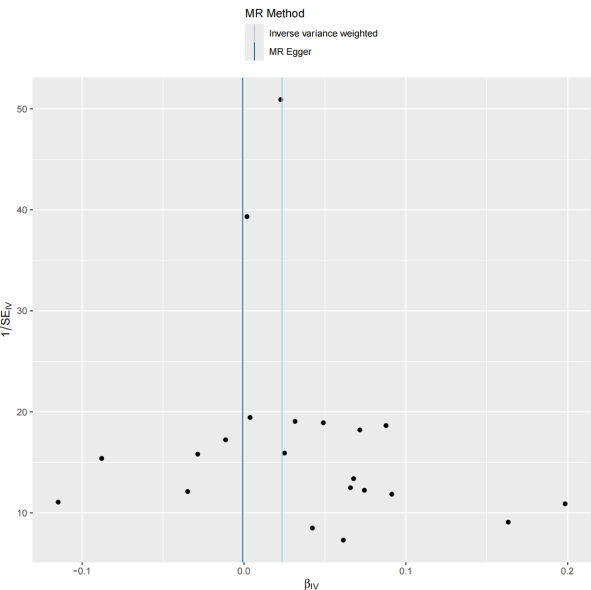 MR Method
Inverse variance weighted
MR Egger
50
40
30
20
10
1/SE_IV
−0.1
0.0
0.1
0.2
β_IV